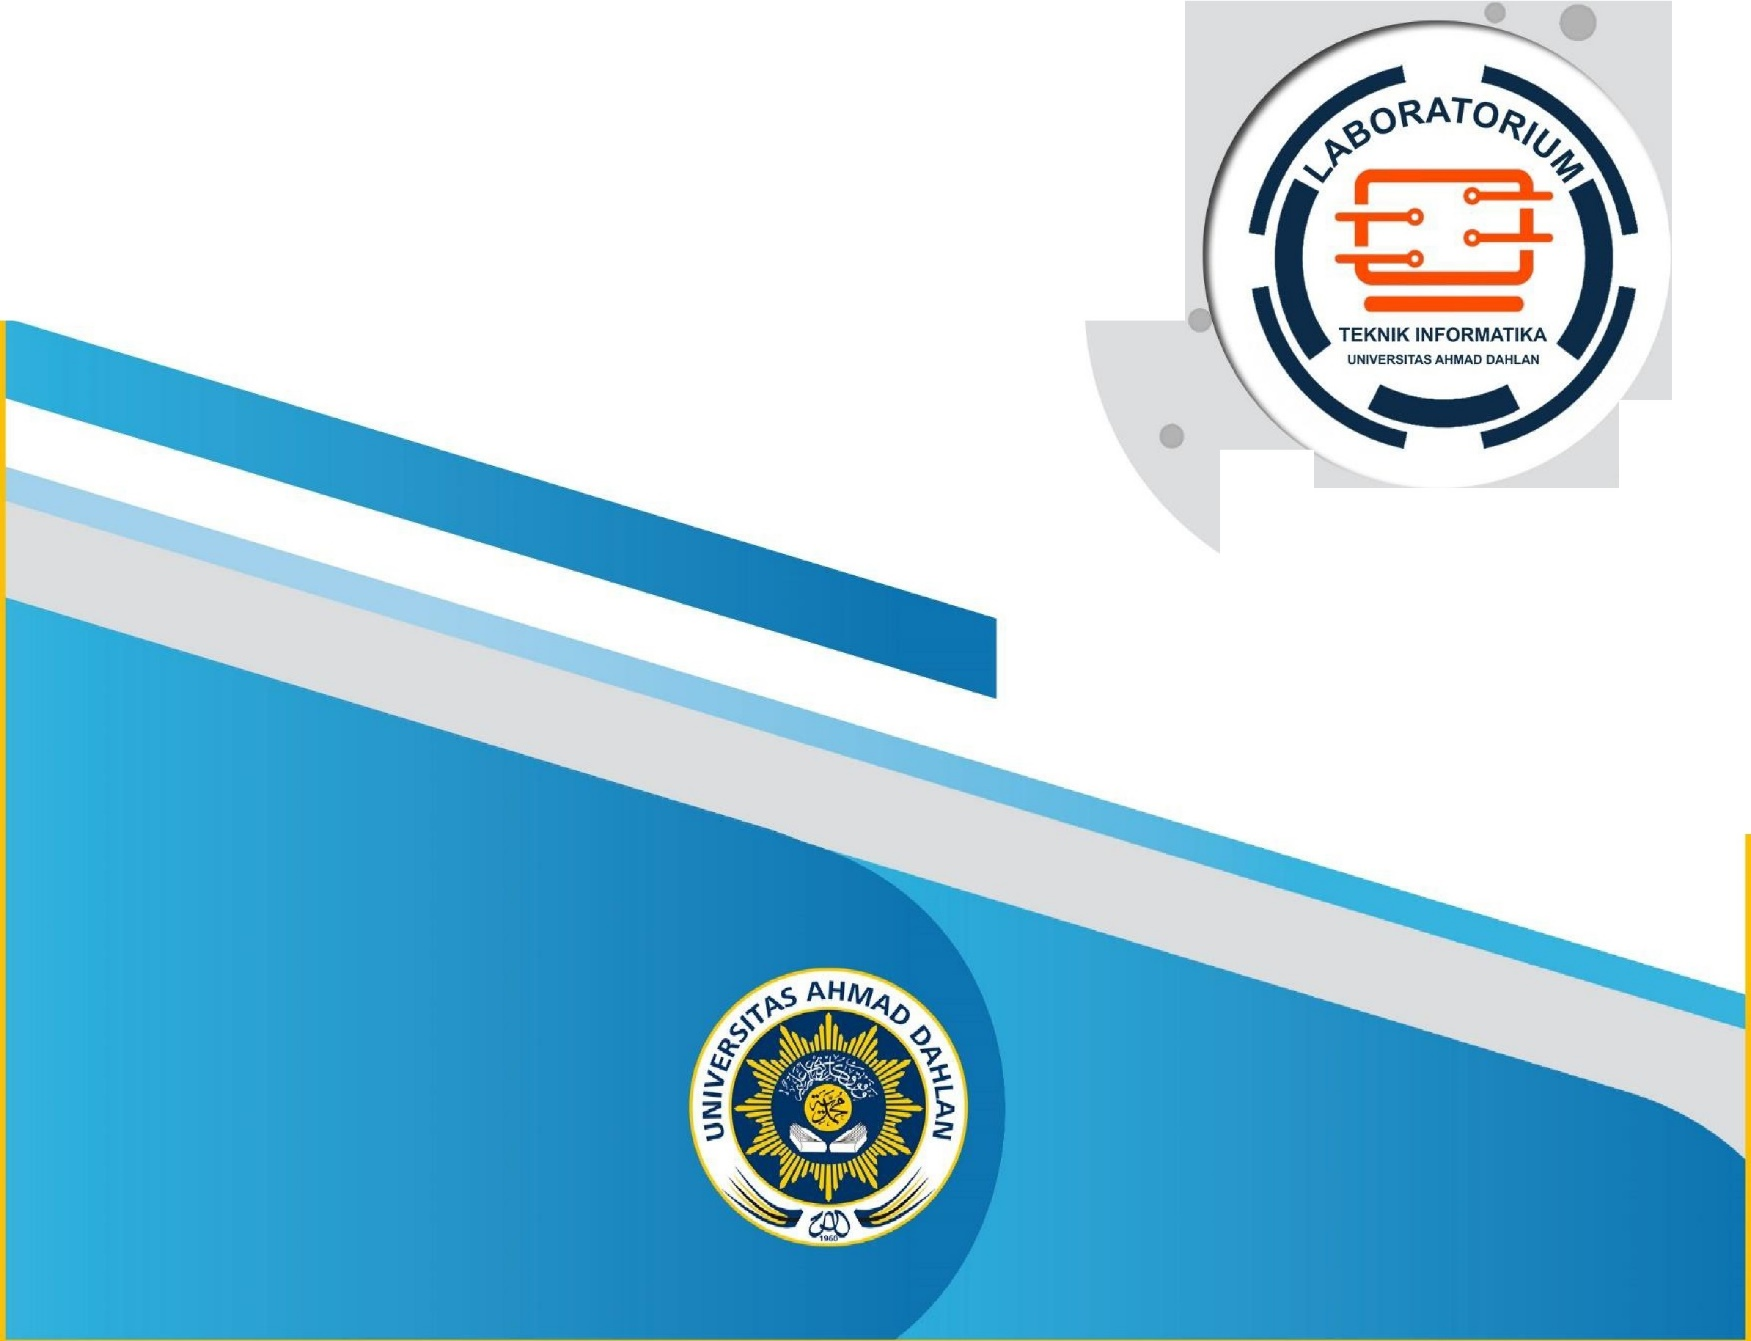 LABORATORIUM
TEKNIK INFORMATIKA
UNIVERSITAS AHMAD DAHLAN
UNIVERSITAS AHMAD DAHLAN
1960